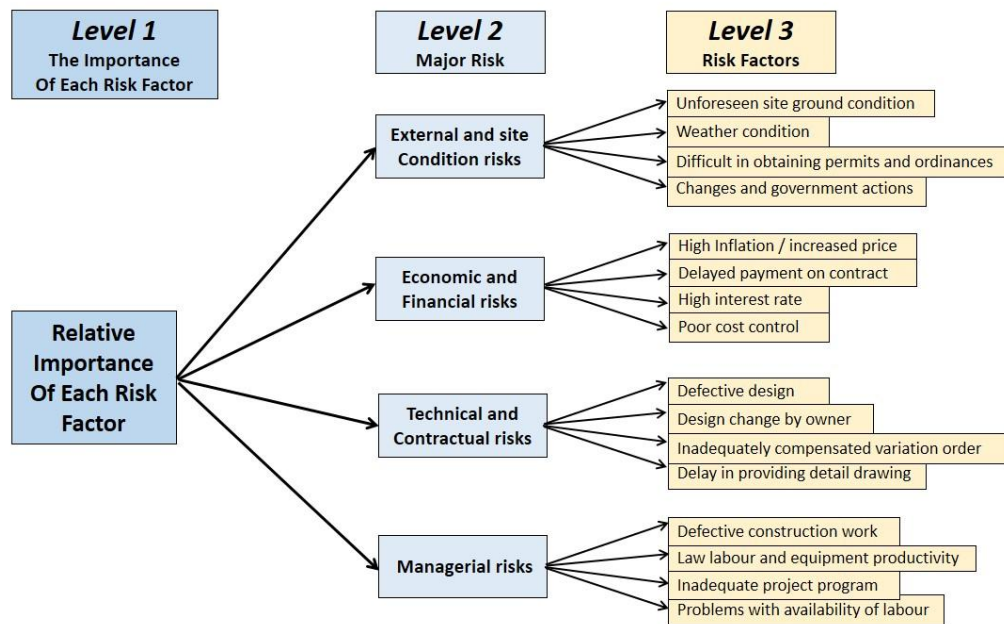 Level 1
The Importance
Of Each Risk Factor
Level 2
Major Risk
Level 3
Risk Factors
Relative
Importance
Of Each Risk
Factor
External and site
Condition risks
Unforeseen site ground condition
Weather condition
Difficult in obtaining permits and ordinances
Changes and government actions
Economic and
Financial risks
High Inflation / increased price
Delayed payment on contract
High interest rate
Poor cost control
Technical and
Contractual risks
Defective design
Design change by owner
Inadequately compensated variation order
Delay in providing detail drawing
Managerial risks
Defective construction work
Law labour and equipment productivity
Inadequate project program
Problems with availability of labour